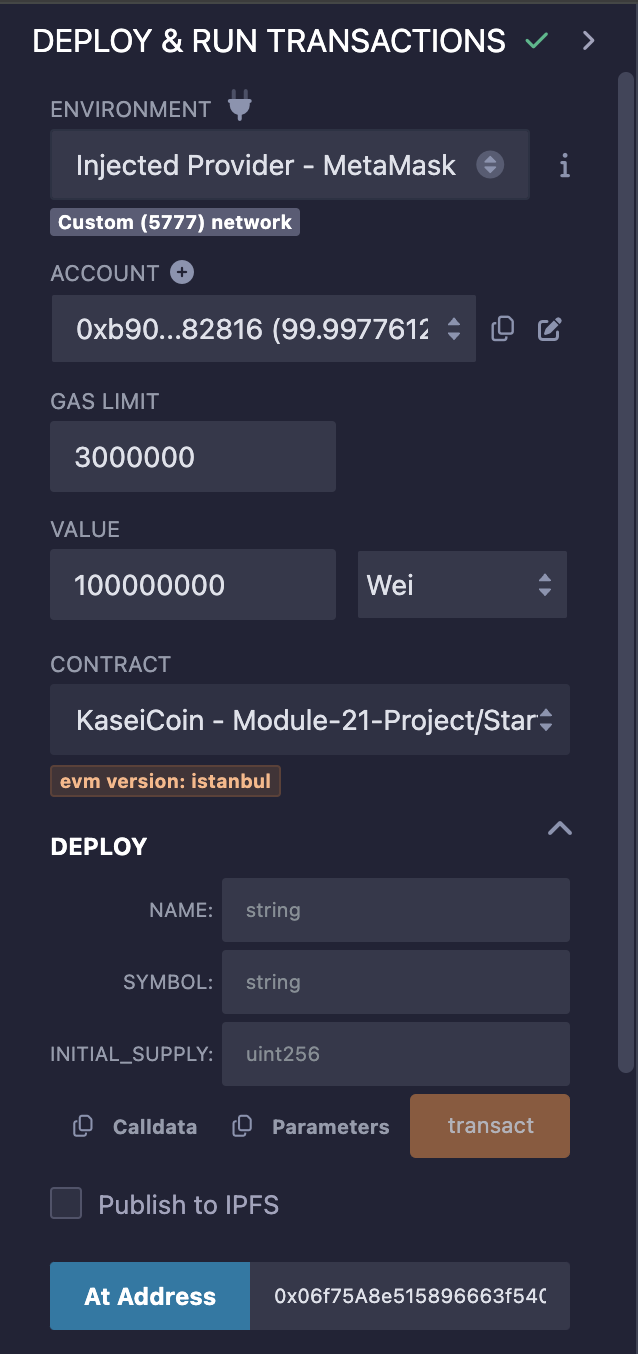 DEPLOY & RUN TRANSACTIONS
ENVIRONMENT
Injected Provider - MetaMask
Custom (5777) network
ACCOUNT
0xb90...82816 (99.9977612
GAS LIMIT
3000000
VALUE
100000000 Wei
CONTRACT
KaseiCoin - Module-21-Project/Star
evm version: istanbul
DEPLOY
NAME: string
SYMBOL: string
INITIAL_SUPPLY: uint256
Calldata Parameters transact
Publish to IPFS
At Address 0x06f75A8e515896663f540